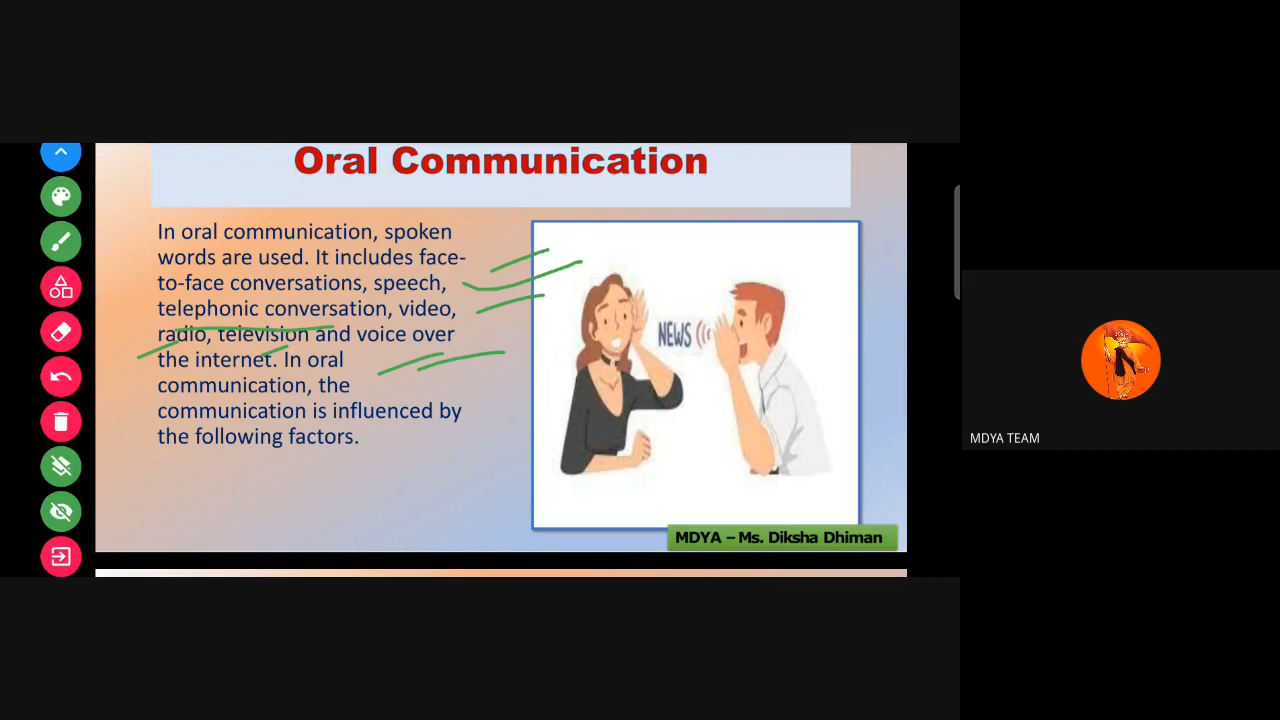 Oral Communication
In oral communication, spoken
words are used. It includes face-
to-face conversations, speech,
telephonic conversation, video,
radio, television and voice over
the internet. In oral
communication, the
communication is influenced by
the following factors.
NEWS
MDYA – Ms. Diksha Dhiman
MDYA TEAM